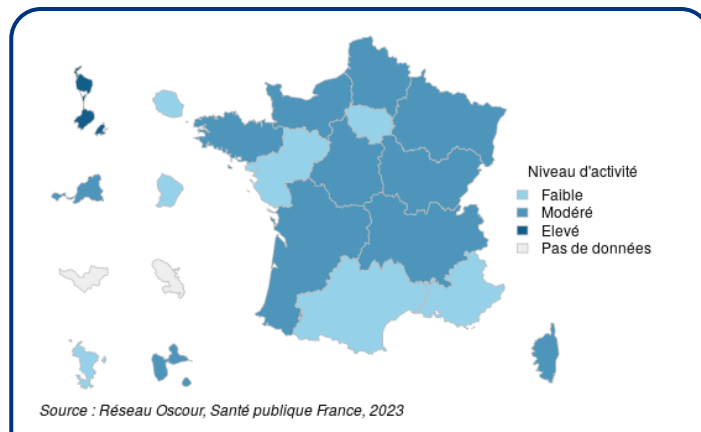 Niveau d'activité
Faible
Modéré
Elevé
Pas de données
Source : Réseau Oscour, Santé publique France, 2023